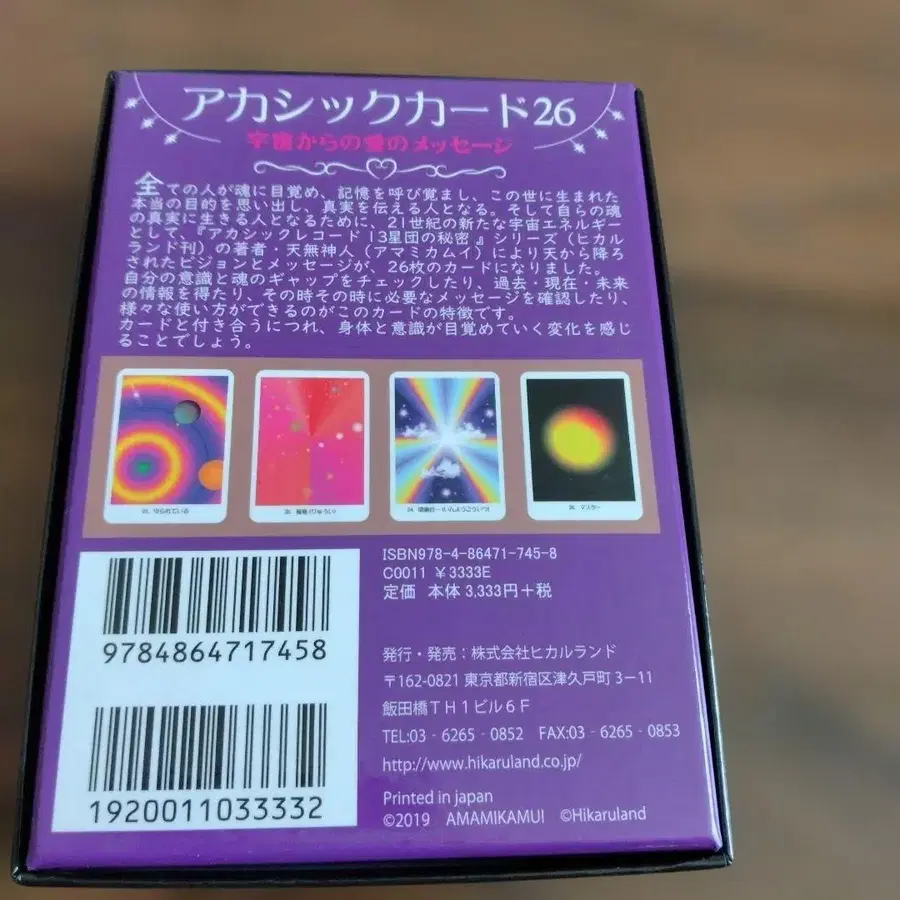 アカシックカード26
宇宙からの愛のメッセージ
全ての人が魂に目覚め、記憶を呼び覚まし、この世に生まれた
本当の目的を思い出し、真実を伝える人となる。そして自らの魂
の真実に生きる人となるために、21世紀の新たな宇宙エネルギー
として、『アカシックレコード 13星団の秘密 』シリーズ（ヒカル
ランド刊）の著者・天無神人（アマミカムイ）により天から降ろ
されたビジョンとメッセージが、26枚のカードになりました。
自分の意識と魂のギャップをチェックしたり、過去・現在・未来
の情報を得たり、その時その時に必要なメッセージを確認したり、
様々な使い方ができるのがこのカードの特徴です。
カードと付き合うにつれ、身体と意識が目覚めていく変化を感じ
ることでしょう。
守られている
マスター
ISBN978-4-86471-745-8
C0011 ￥3333E
定価 本体 3,333円＋税
9784864717458
1920011033332
発行・発売：株式会社ヒカルランド
〒162-0821 東京都新宿区津久戸町 3－11
飯田橋ＴＨ１ビル６Ｆ
TEL:03‐6265‐0852 FAX:03‐6265‐0853
http://www.hikaruland.co.jp/
Printed in japan
©2019 AMAMIKAMUI ©Hikaruland